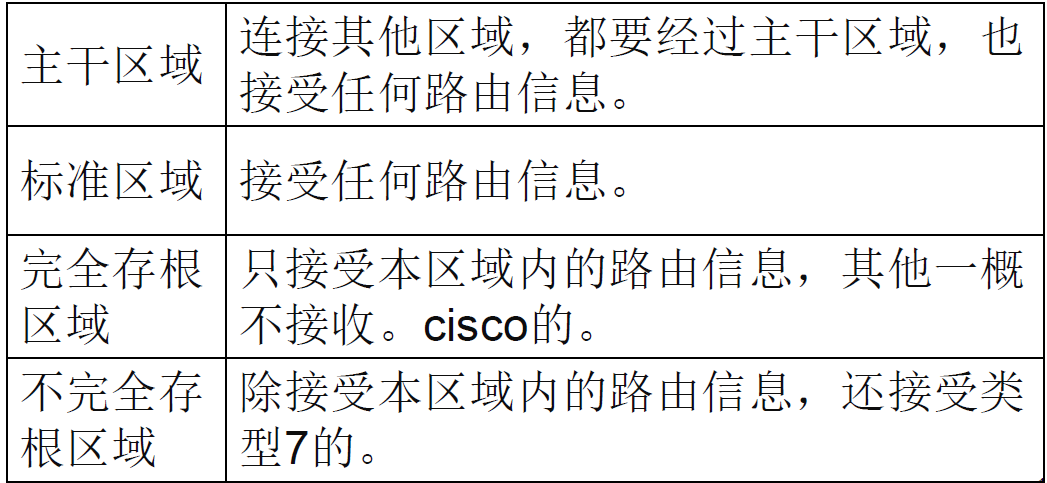 主干区域
连接其他区域，都要经过主干区域，也
接受任何路由信息。
标准区域
接受任何路由信息。
完全存根
区域
只接受本区域内的路由信息，其他一概
不接收。cisco的。
不完全存
根区域
除接受本区域内的路由信息，还接受类
型7的。